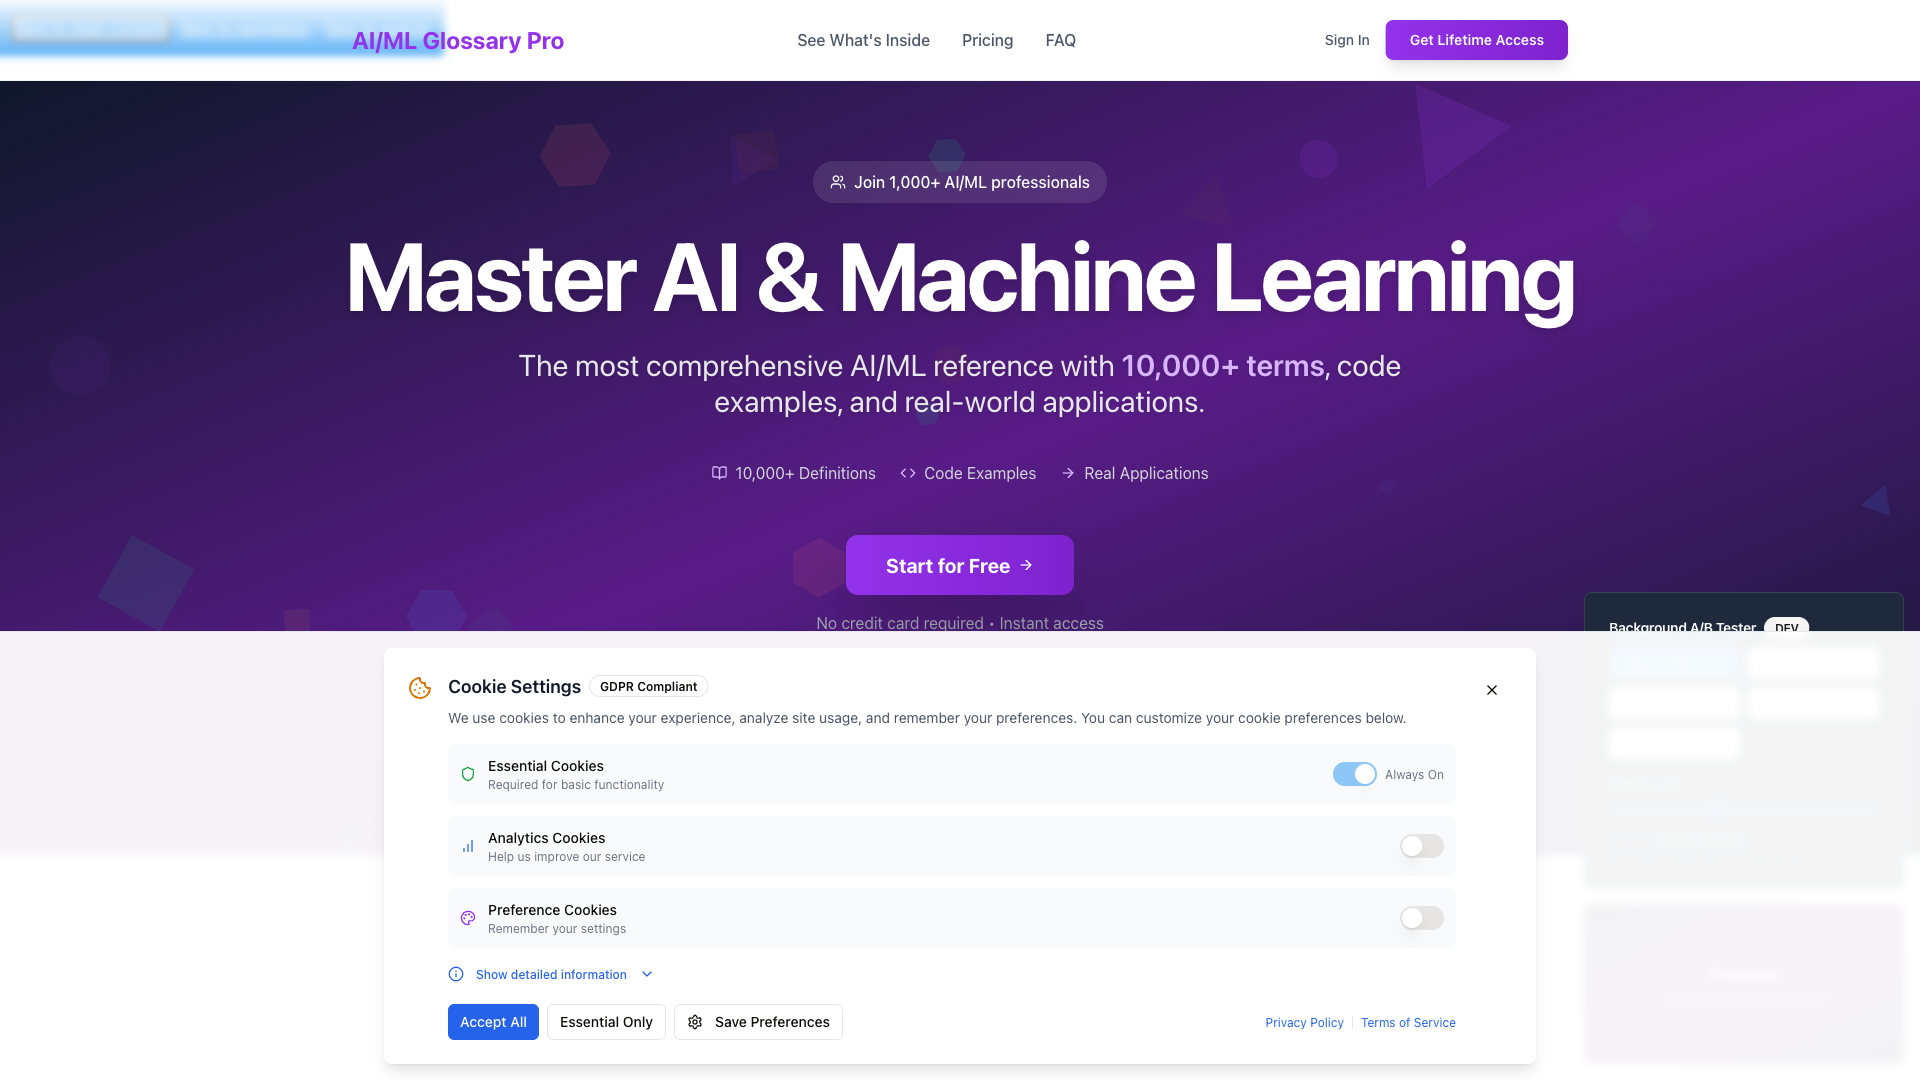 AI/ML Glossary Pro
See What's Inside
Pricing
FAQ
Sign In
Get Lifetime Access
Join 1,000+ AI/ML professionals
Master AI & Machine Learning
The most comprehensive AI/ML reference with 10,000+ terms, code
examples, and real-world applications.
10,000+ Definitions
Code Examples
Real Applications
Start for Free
No credit card required • Instant access
Background A/B Tester
DEV
Cookie Settings
GDPR Compliant
We use cookies to enhance your experience, analyze site usage, and remember your preferences. You can customize your cookie preferences below.
Essential Cookies
Required for basic functionality
Always On
Analytics Cookies
Help us improve our service
Preference Cookies
Remember your settings
Show detailed information
Accept All
Essential Only
Save Preferences
Privacy Policy
Terms of Service